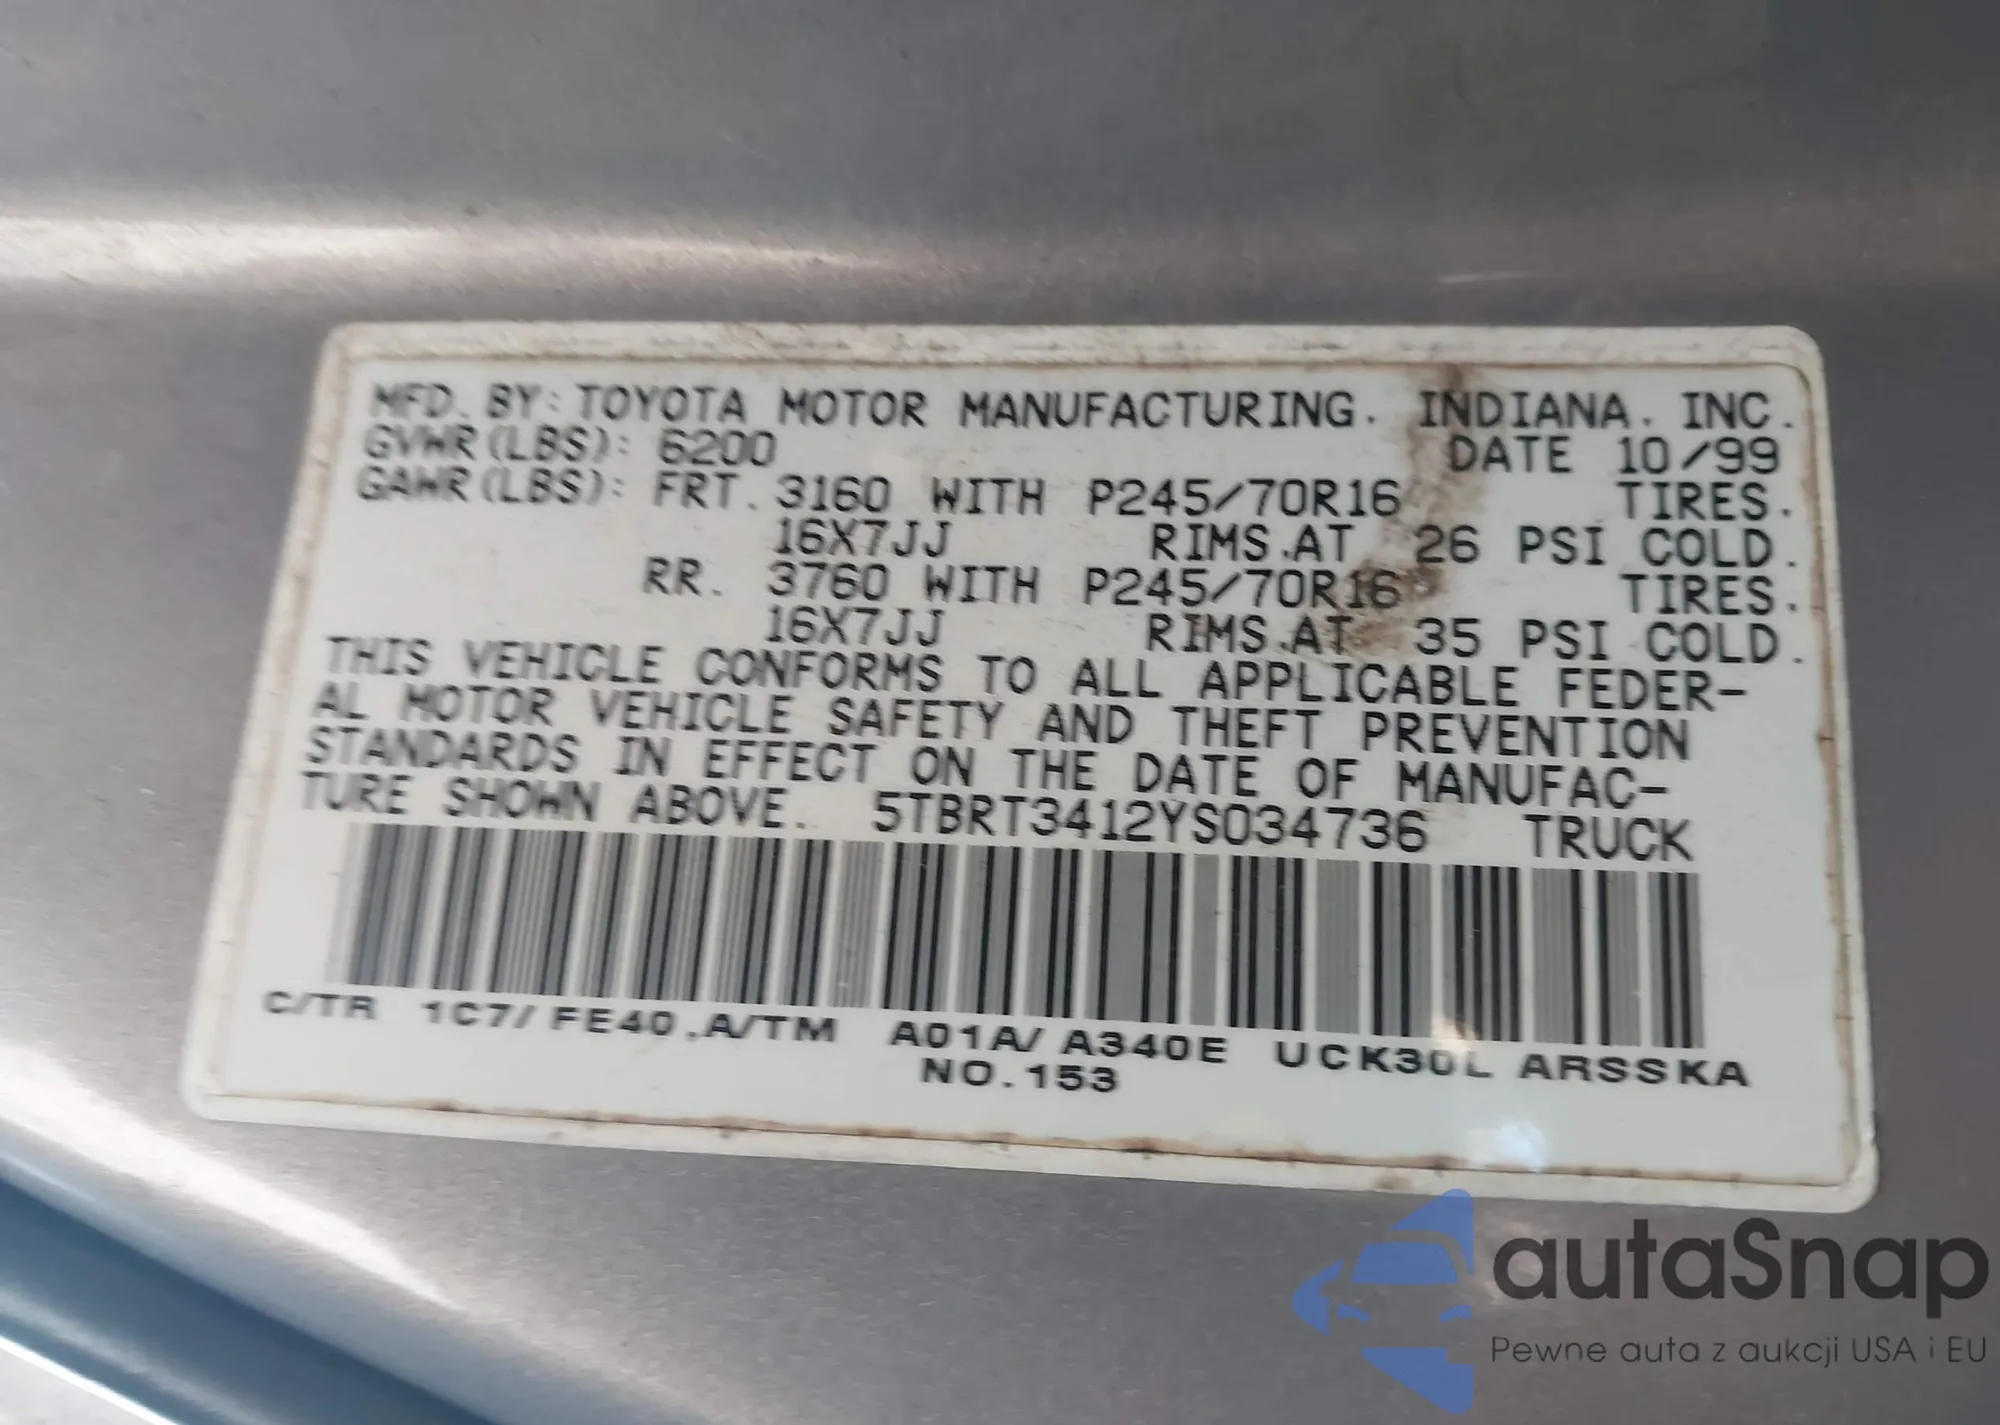 MFD. BY: TOYOTA MOTOR MANUFACTURING. INDIANA. INC.
GVWR(LBS): 6200 DATE 10/99
GAWR(LBS): FRT. 3160 WITH P245/70R16 TIRES.
16X7JJ RIMS.AT 26 PSI COLD.
RR. 3760 WITH P245/70R16 TIRES.
16X7JJ RIMS.AT 35 PSI COLD.
THIS VEHICLE CONFORMS TO ALL APPLICABLE FEDER-
AL MOTOR VEHICLE SAFETY AND THEFT PREVENTION
STANDARDS IN EFFECT ON THE DATE OF MANUFAC-
TURE SHOWN ABOVE. 5TBRT3412YS034736 TRUCK
C/TR 1C7/FE40,A/TM A01A/A340E UCK30L ARSSKA
NO.153
autaSnap
Pewne auta z aukcji USA i EU